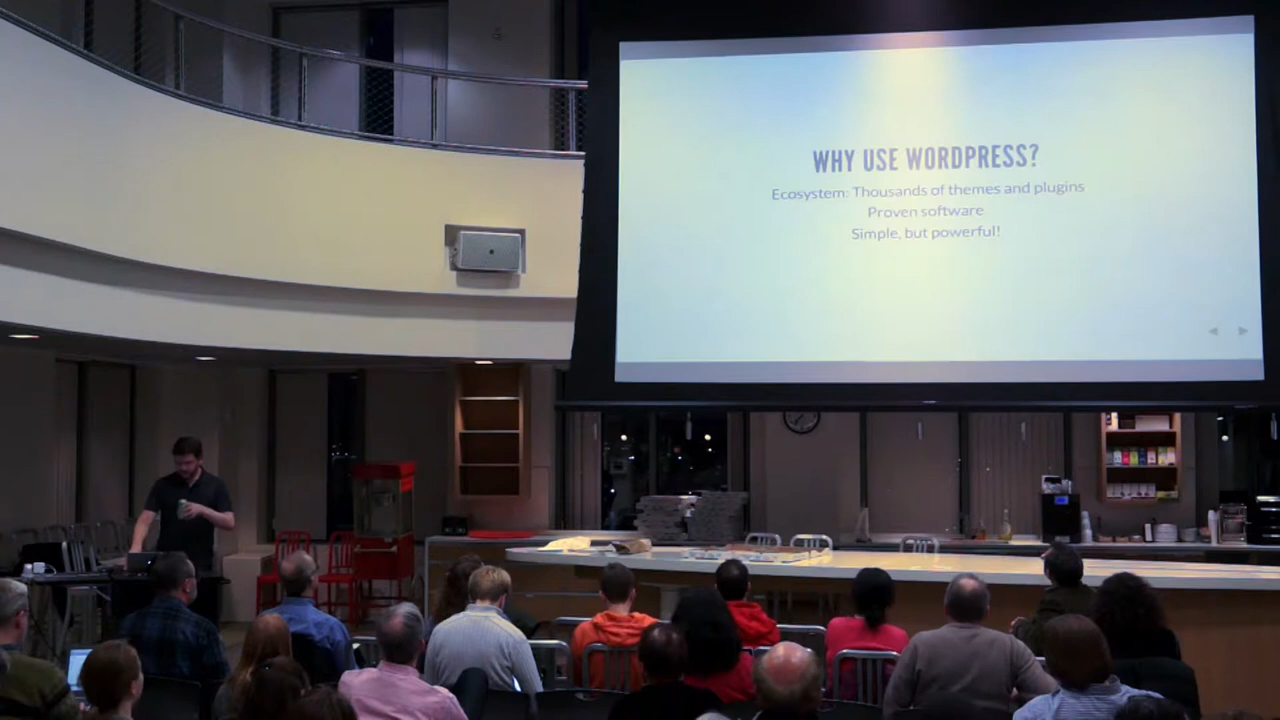 WHY USE WORDPRESS?
Ecosystem: Thousands of themes and plugins
Proven software
Simple, but powerful!